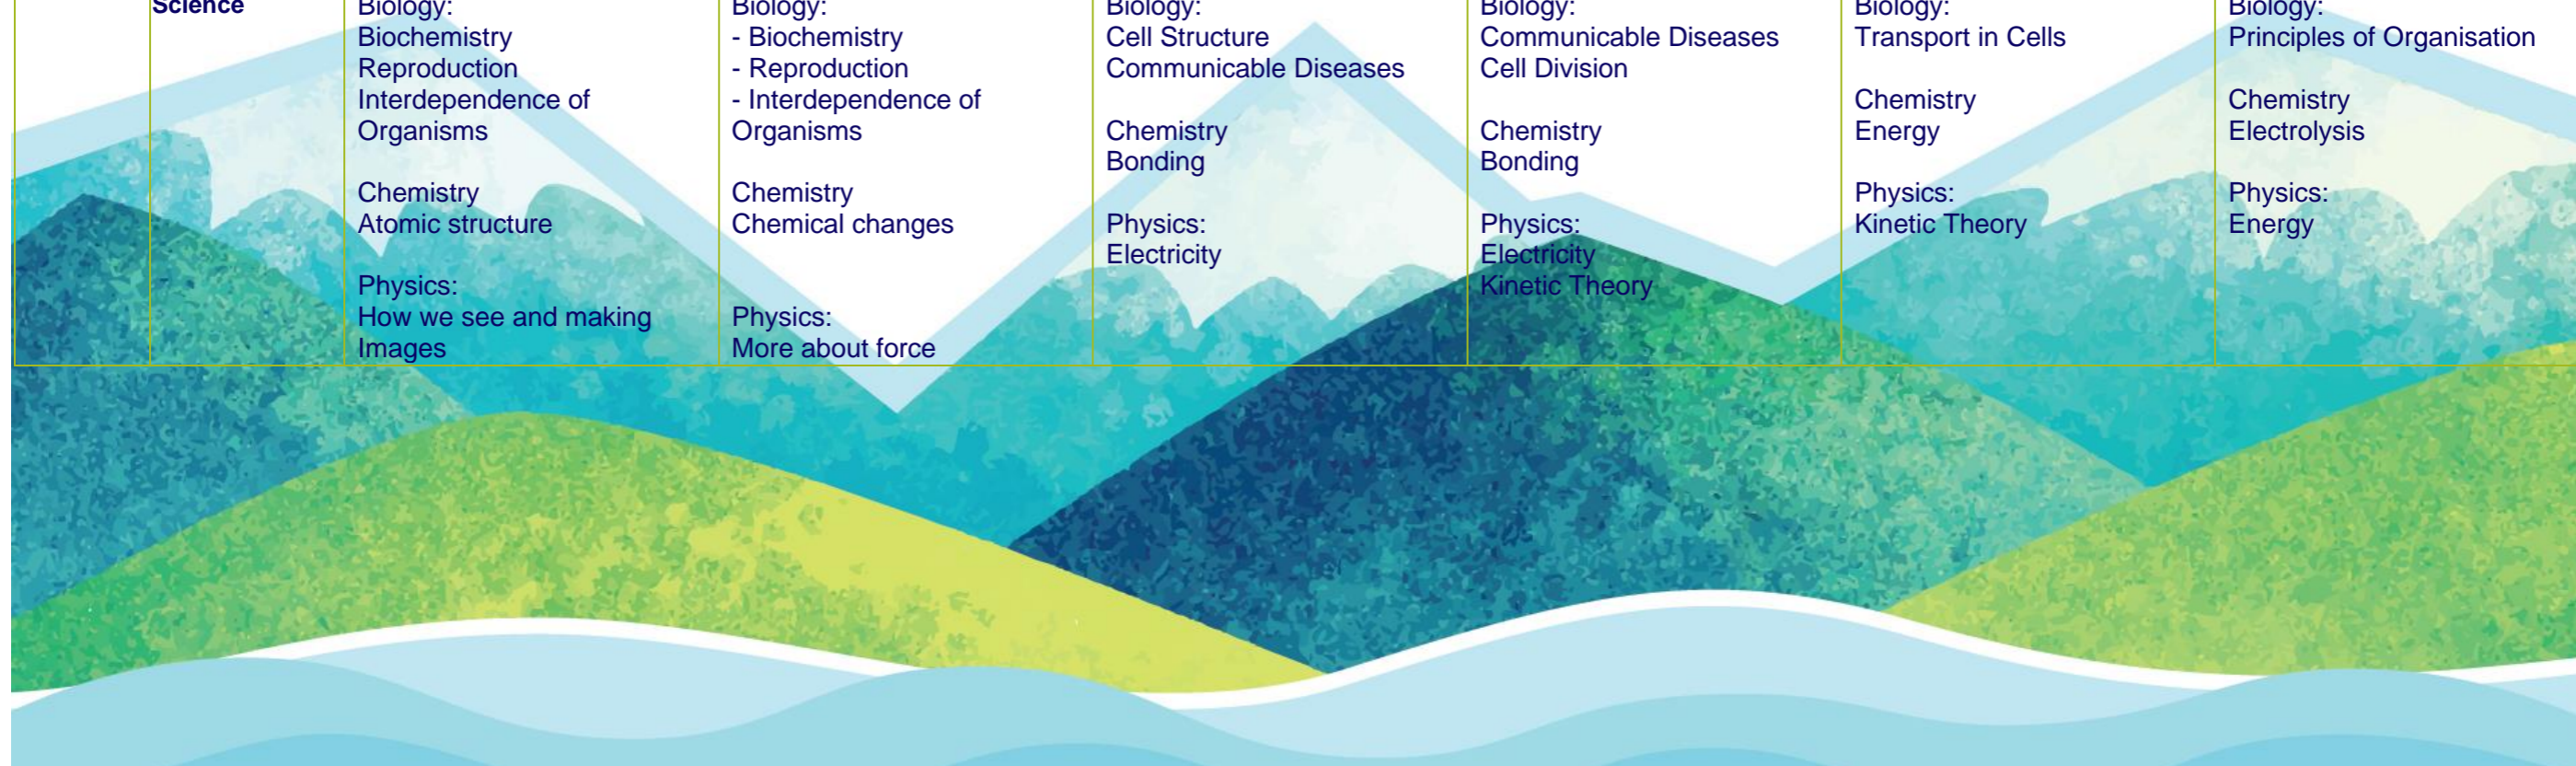 Science
Biology:
Biochemistry
Reproduction
Interdependence of
Organisms
Chemistry
Atomic structure
Physics:
How we see and making
Images
Biology:
- Biochemistry
- Reproduction
- Interdependence of
Organisms
Chemistry
Chemical changes
Physics:
More about force
Biology:
Cell Structure
Communicable Diseases
Chemistry
Bonding
Physics:
Electricity
Biology:
Communicable Diseases
Cell Division
Chemistry
Bonding
Physics:
Electricity
Kinetic Theory
Biology:
Transport in Cells
Chemistry
Energy
Physics:
Kinetic Theory
Biology:
Principles of Organisation
Chemistry
Electrolysis
Physics:
Energy